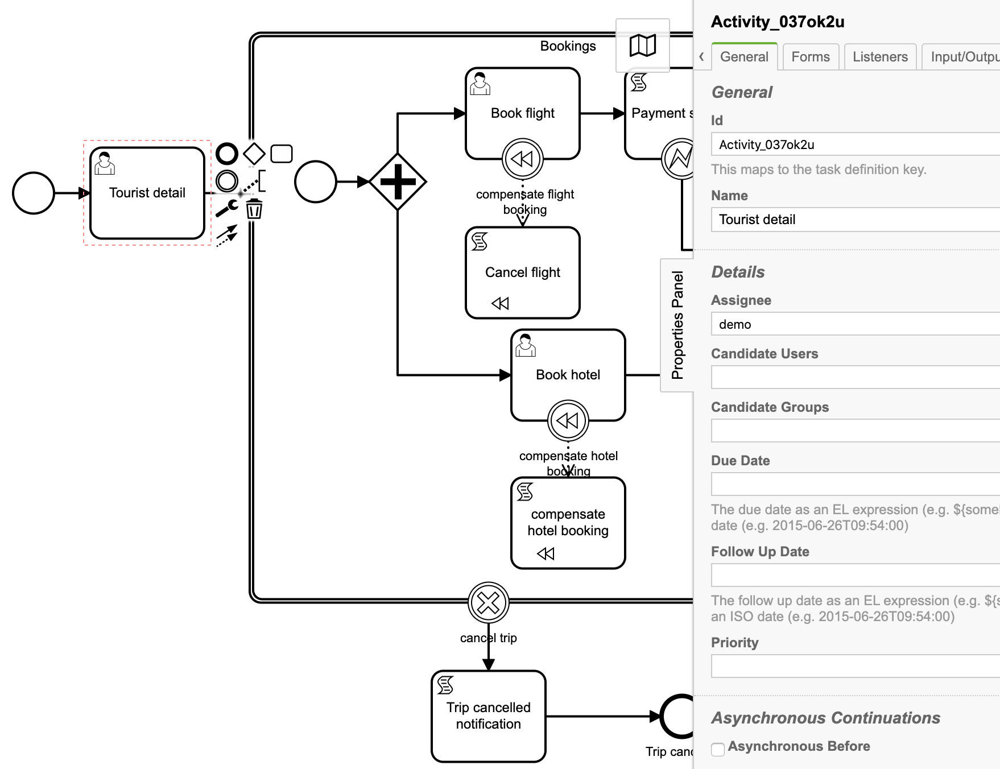 Bookings
Book flight
Payment
Tourist detail
compensate flight
booking
Cancel flight
Book hotel
compensate hotel
booking
compensate
hotel booking
cancel trip
Trip cancelled
notification
Trip
Properties Panel
Activity_037ok2u
General
Forms
Listeners
General
Id
Activity_037ok2u
This maps to the task definition key.
Name
Tourist detail
Details
Assignee
demo
Candidate Users
Candidate Groups
Due Date
The due date as an EL expression (e.g.
date (e.g. 2015-06-26T09:54:00)
Follow Up Date
The follow up date as an EL expression (e.g.
an ISO date (e.g. 2015-06-26T09:54:00)
Priority
Asynchronous Continuations
Asynchronous Before